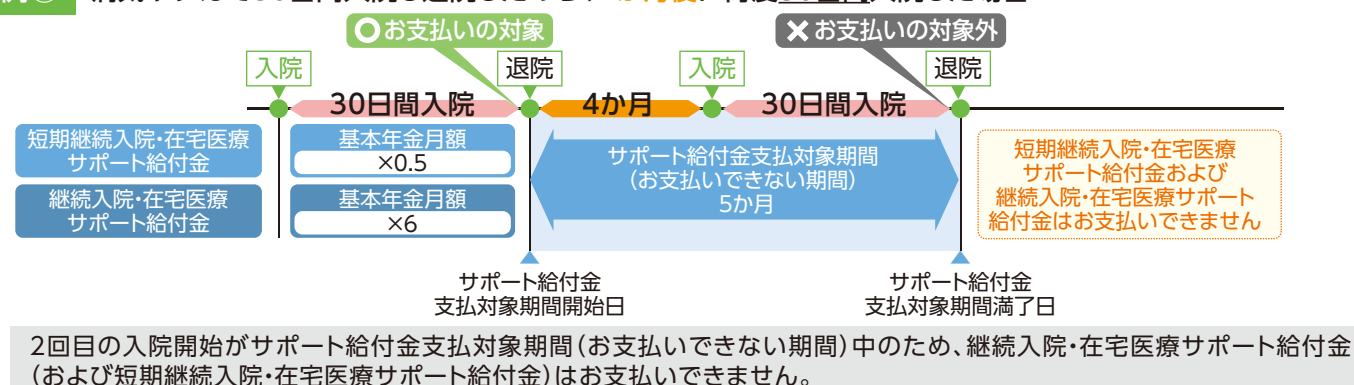 お支払いの対象
お支払いの対象外
入院
退院
入院
退院
30日間入院
4か月
30日間入院
短期継続入院・在宅医療
サポート給付金
基本年金月額
×0.5
継続入院・在宅医療
サポート給付金
基本年金月額
×6
サポート給付金支払対象期間
（お支払いできない期間）
5か月
短期継続入院・在宅医療
サポート給付金および
継続入院・在宅医療サポート
給付金はお支払いできません
サポート給付金
支払対象期間開始日
サポート給付金
支払対象期間満了日
2回目の入院開始がサポート給付金支払対象期間（お支払いできない期間）中のため、継続入院・在宅医療サポート給付金
（および短期継続入院・在宅医療サポート給付金）はお支払いできません。